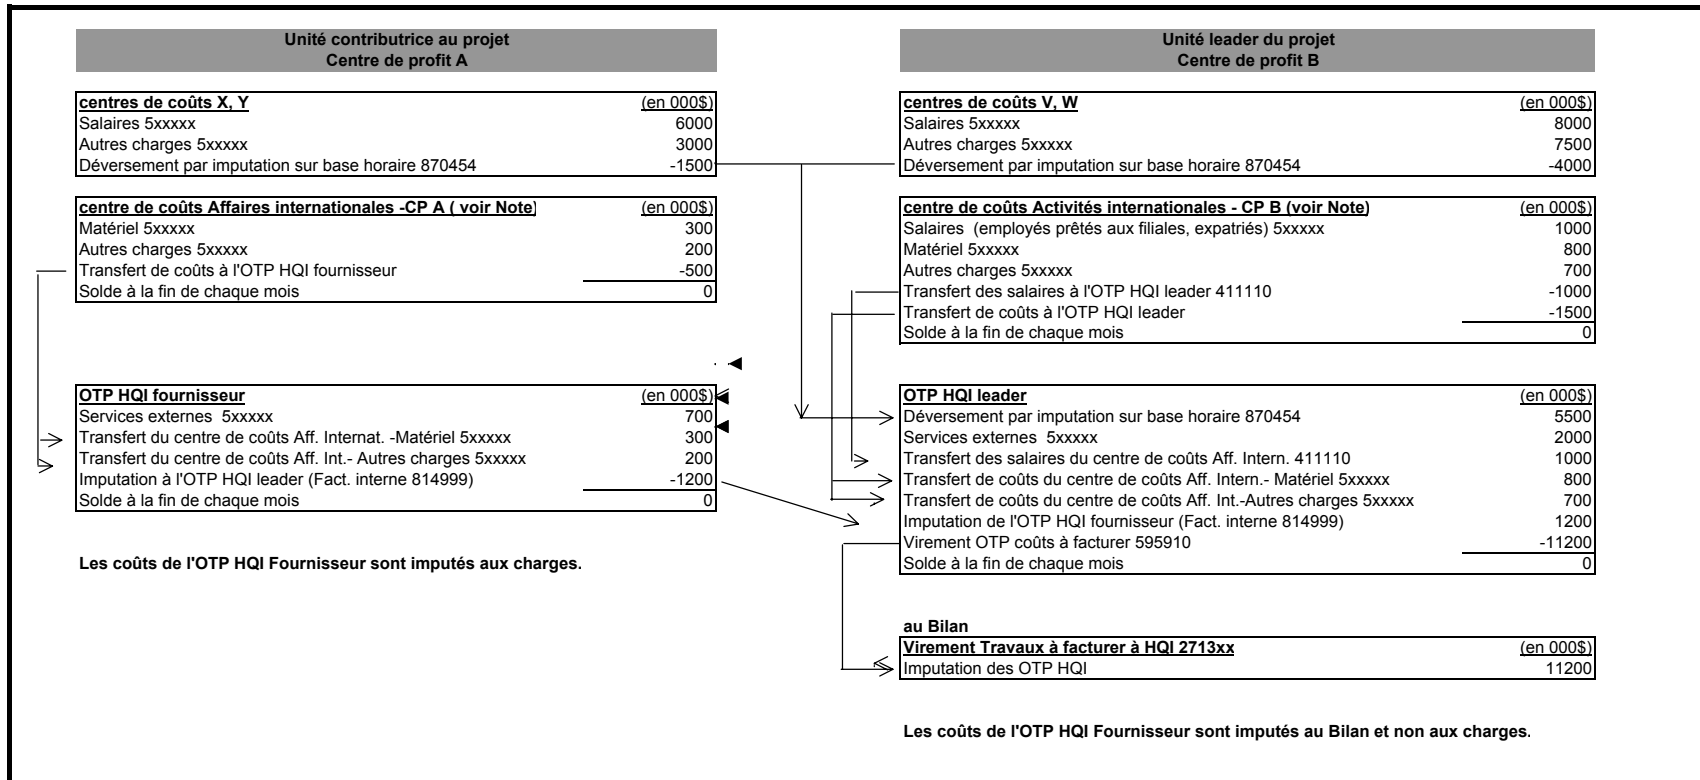 Unité contributrice au projet
Centre de profit A
centres de coûts X, Y (en 000$)
Salaires 5xxxxx 6000
Autres charges 5xxxxx 3000
Déversement par imputation sur base horaire 870454 -1500
centre de coûts Affaires internationales -CP A ( voir Note) (en 000$)
Matériel 5xxxxx 300
Autres charges 5xxxxx 200
Transfert de coûts à l'OTP HQI fournisseur -500
Solde à la fin de chaque mois 0
OTP HQI fournisseur (en 000$)
Services externes 5xxxxx 700
Transfert du centre de coûts Aff. Internat. -Matériel 5xxxxx 300
Transfert du centre de coûts Aff. Int.- Autres charges 5xxxxx 200
Imputation à l'OTP HQI leader (Fact. interne 814999) -1200
Solde à la fin de chaque mois 0
Les coûts de l'OTP HQI Fournisseur sont imputés aux charges.
Unité leader du projet
Centre de profit B
centres de coûts V, W (en 000$)
Salaires 5xxxxx 8000
Autres charges 5xxxxx 7500
Déversement par imputation sur base horaire 870454 -4000
centre de coûts Activités internationales - CP B (voir Note) (en 000$)
Salaires (employés prêtés aux filiales, expatriés) 5xxxxx 1000
Matériel 5xxxxx 800
Autres charges 5xxxxx 700
Transfert des salaires à l'OTP HQI leader 411110 -1000
Transfert de coûts à l'OTP HQI leader -1500
Solde à la fin de chaque mois 0
OTP HQI leader (en 000$)
Déversement par imputation sur base horaire 870454 5500
Services externes 5xxxxx 2000
Transfert des salaires du centre de coûts Aff. Intern. 411110 1000
Transfert de coûts du centre de coûts Aff. Intern.- Matériel 5xxxxx 800
Transfert de coûts du centre de coûts Aff. Int.-Autres charges 5xxxxx 700
Imputation de l'OTP HQI fournisseur (Fact. interne 814999) 1200
Virement OTP coûts à facturer 595910 -11200
Solde à la fin de chaque mois 0
au Bilan
Virement Travaux à facturer à HQI 2713xx (en 000$)
Imputation des OTP HQI 11200
Les coûts de l'OTP HQI Fournisseur sont imputés au Bilan et non aux charges.